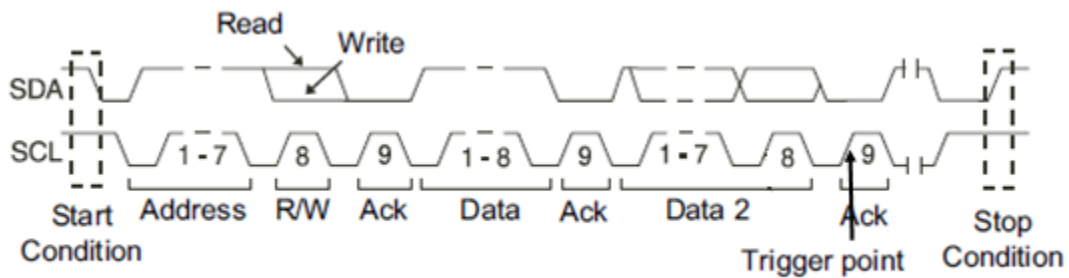 Read
Write
SDA
SCL
1 - 7 8 9 1 - 8 9 1 - 7 8 9
Address R/W Ack Data Ack Data 2 Ack
Start
Condition
Trigger point
Stop
Condition